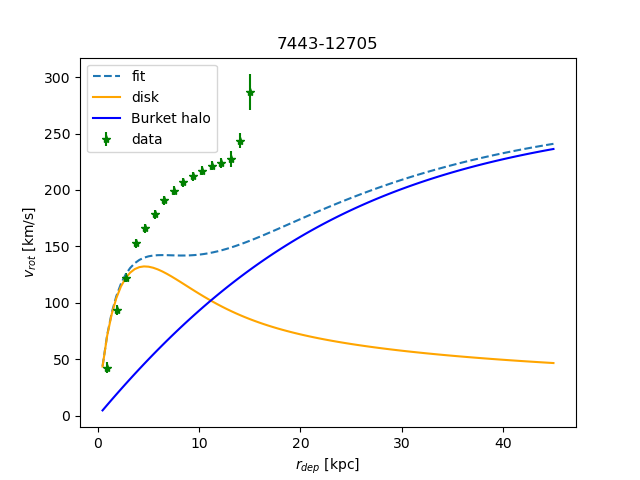 7443-12705
fit
disk
Burket halo
data
300
250
200
150
100
50
0
v_rot [km/s]
0 10 20 30 40
r_dep [kpc]